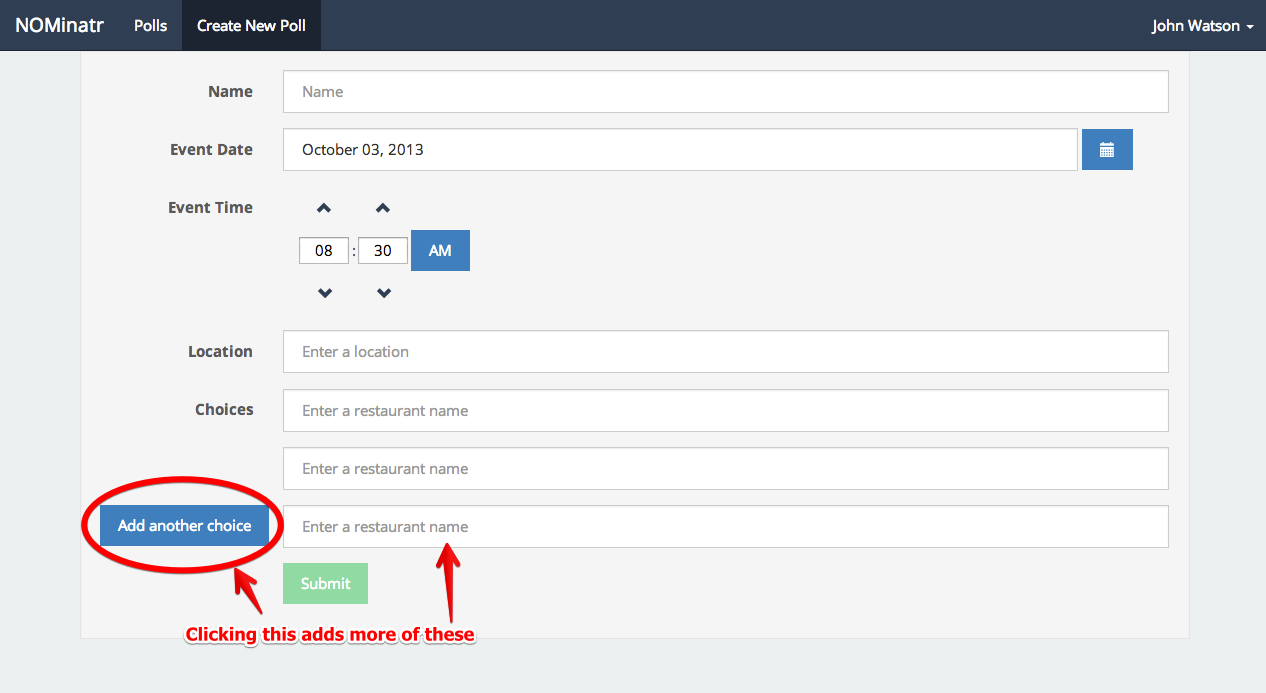 NOMinatr Polls Create New Poll John Watson
Name Name
Event Date October 03, 2013
Event Time
08 : 30 AM
Location Enter a location
Choices Enter a restaurant name
Enter a restaurant name
Add another choice Enter a restaurant name
Submit
Clicking this adds more of these